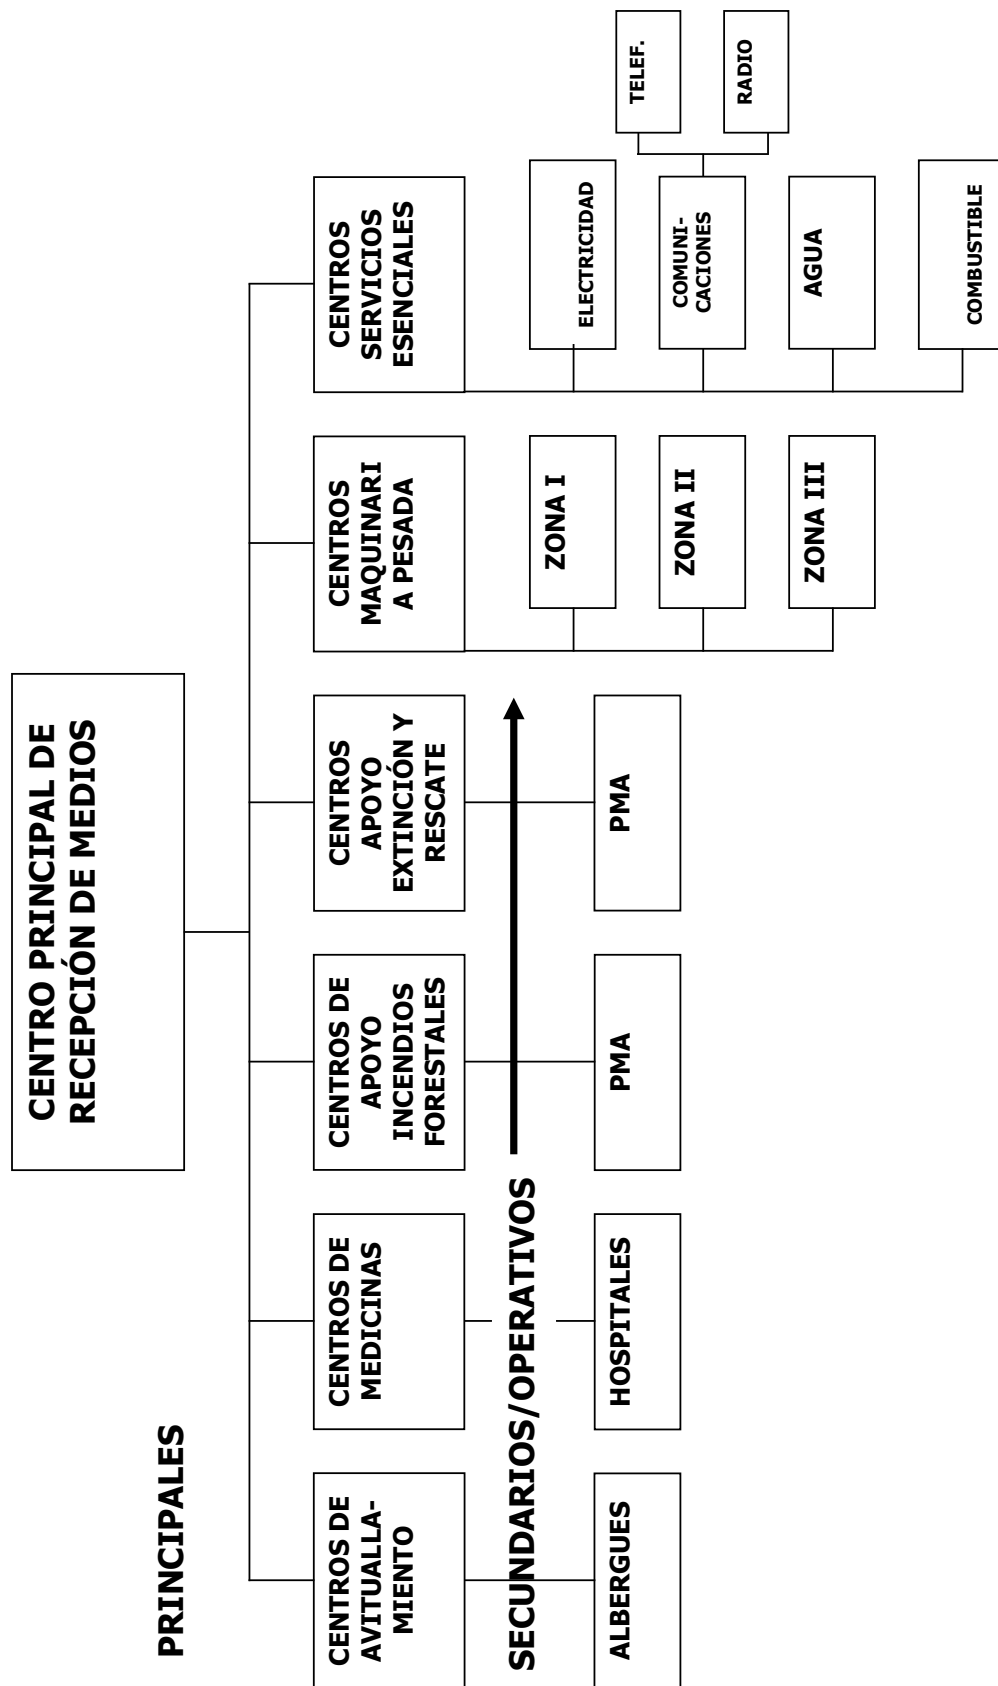 CENTRO PRINCIPAL DE
RECEPCIÓN DE MEDIOS
PRINCIPALES
CENTROS DE
AVITUALLA-
MIENTO
CENTROS DE
MEDICINAS
CENTROS DE
APOYO
INCENDIOS
FORESTALES
CENTROS
APOYO
EXTINCIÓN Y
RESCATE
CENTROS
MAQUINARI
A PESADA
CENTROS
SERVICIOS
ESENCIALES
SECUNDARIOS/OPERATIVOS
ALBERGUES
HOSPITALES
PMA
PMA
ZONA I
ZONA II
ZONA III
ELECTRICIDAD
COMUNI-
CACIONES
TELEF.
RADIO
AGUA
COMBUSTIBLE